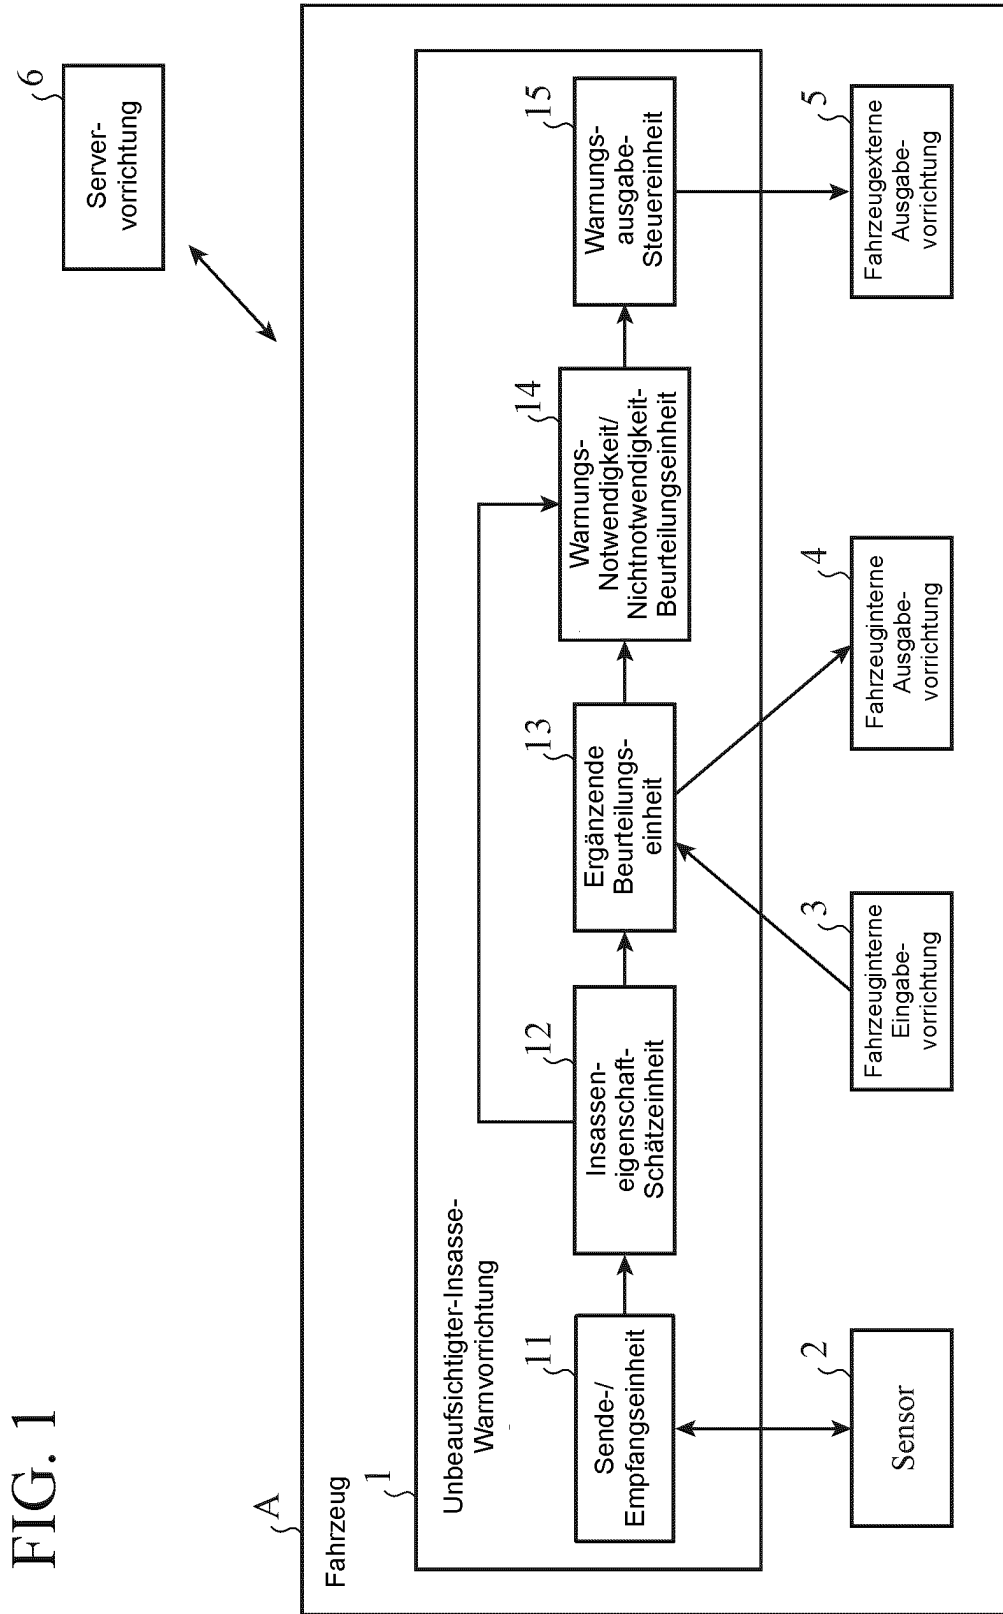 FIG. 1
A
Fahrzeug
1
Unbeaufsichtigter-Insasse-
Warnvorrichtung
6
Server-
vorrichtung
11
Sende-/
Empfangseinheit
12
Insassen-
eigenschaft-
Schätzeinheit
13
Ergänzende
Beurteilungs-
einheit
14
Warnungs-
Notwendigkeit/
Nichtnotwendigkeit-
Beurteilungseinheit
15
Warnungs-
ausgabe-
Steuereinheit
2
Sensor
3
Fahrzeuginterne
Eingabe-
vorrichtung
4
Fahrzeuginterne
Ausgabe-
vorrichtung
5
Fahrzeugexterne
Ausgabe-
vorrichtung